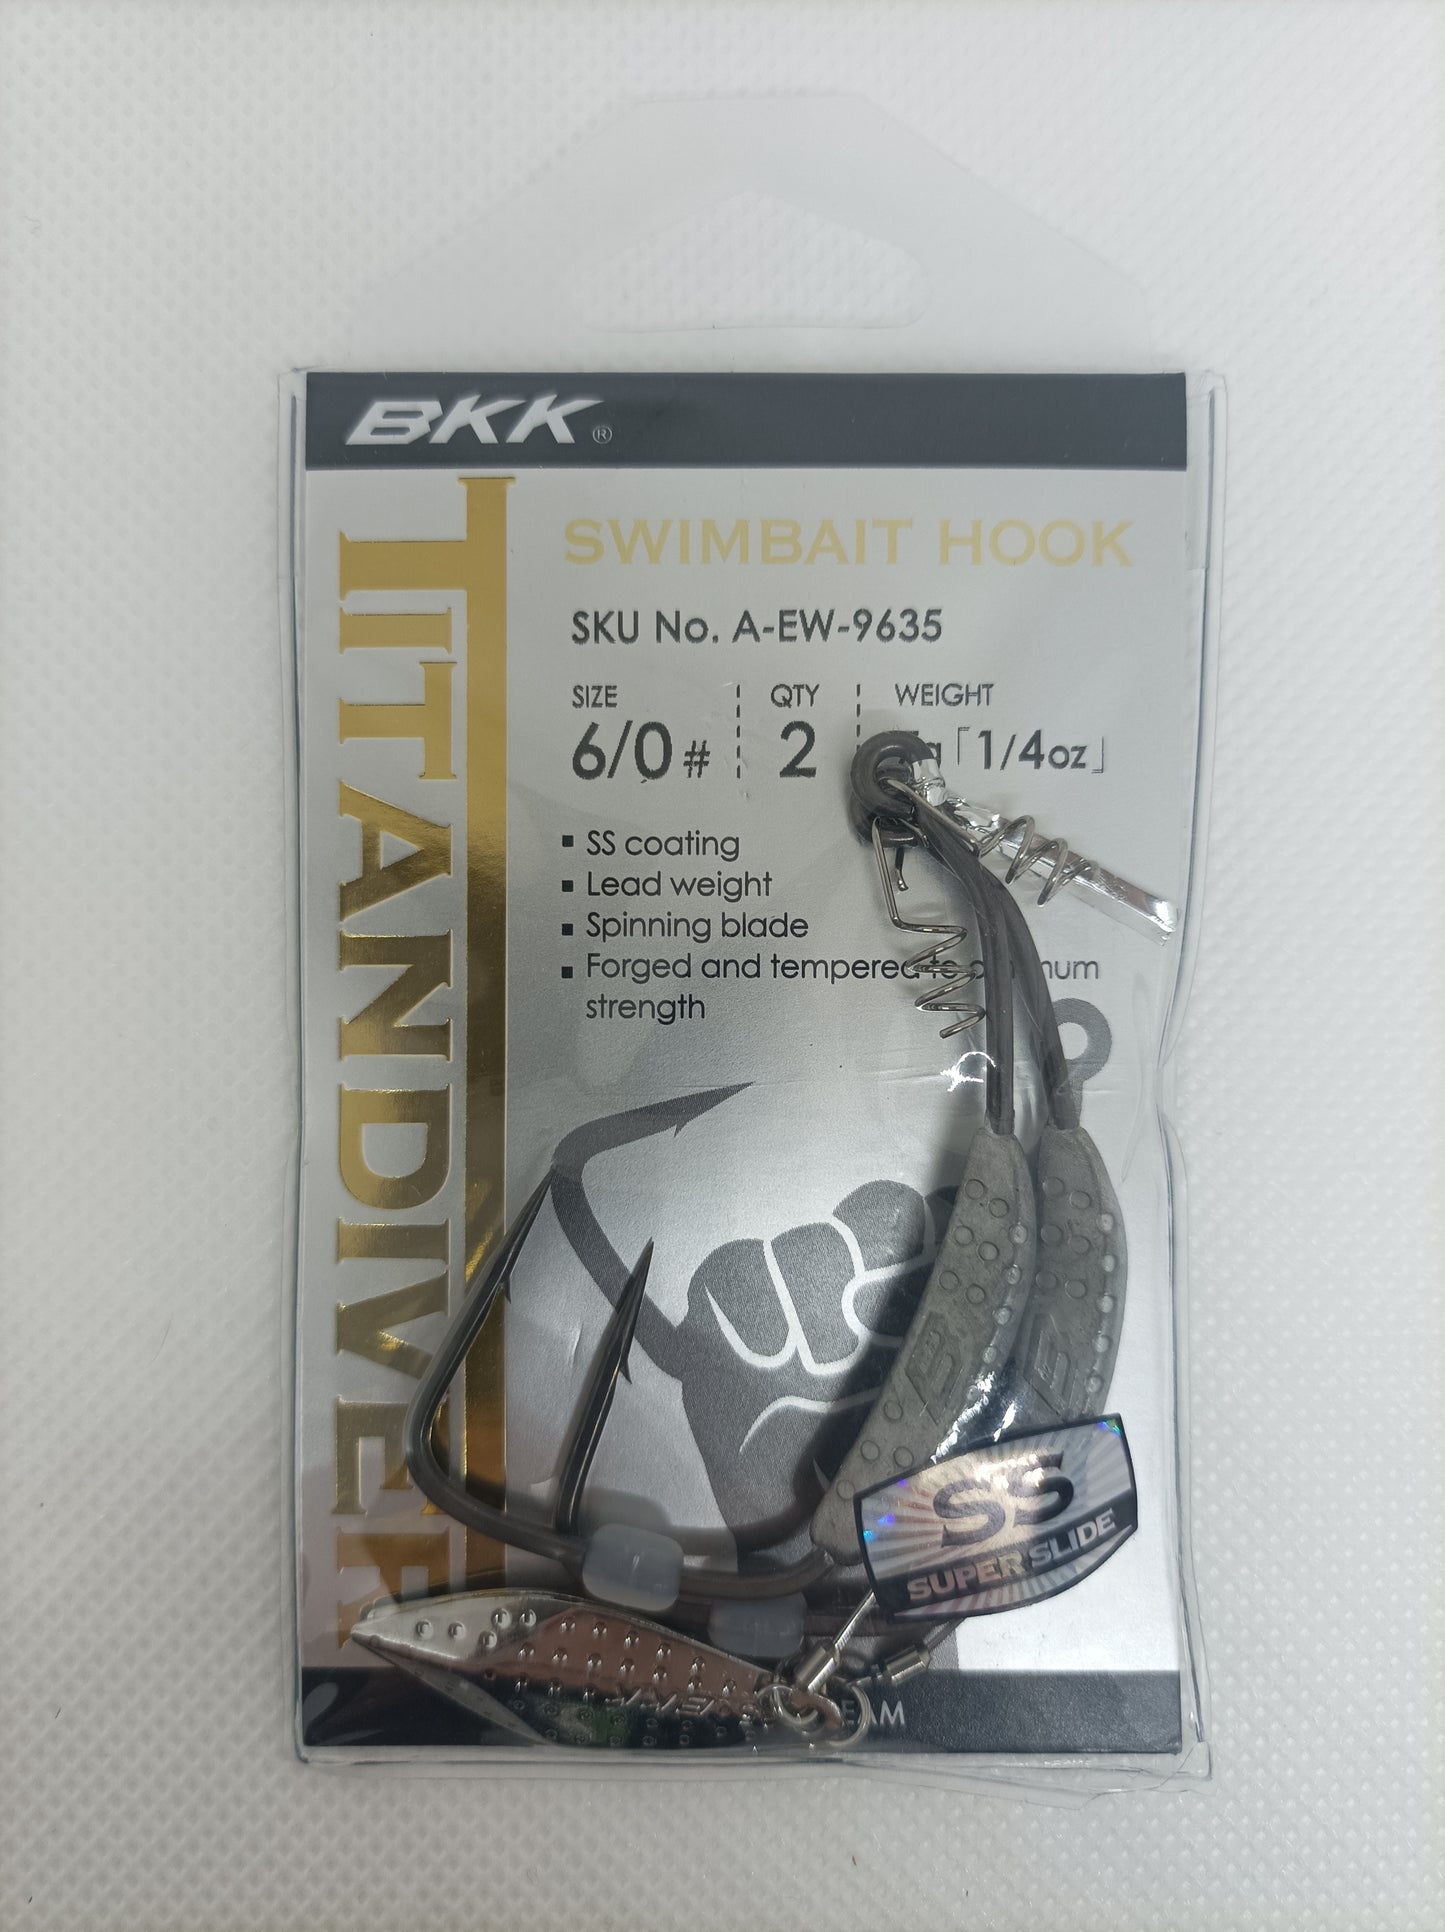 BKK®
TITANDIVER
SWIMBAIT HOOK
SKU No. A-EW-9635
SIZE QTY WEIGHT
6/0# 2 「1/4oz」
▪ SS coating
▪ Lead weight
▪ Spinning blade
▪ Forged and tempered
strength
B
B
SS
SUPER SLIDE